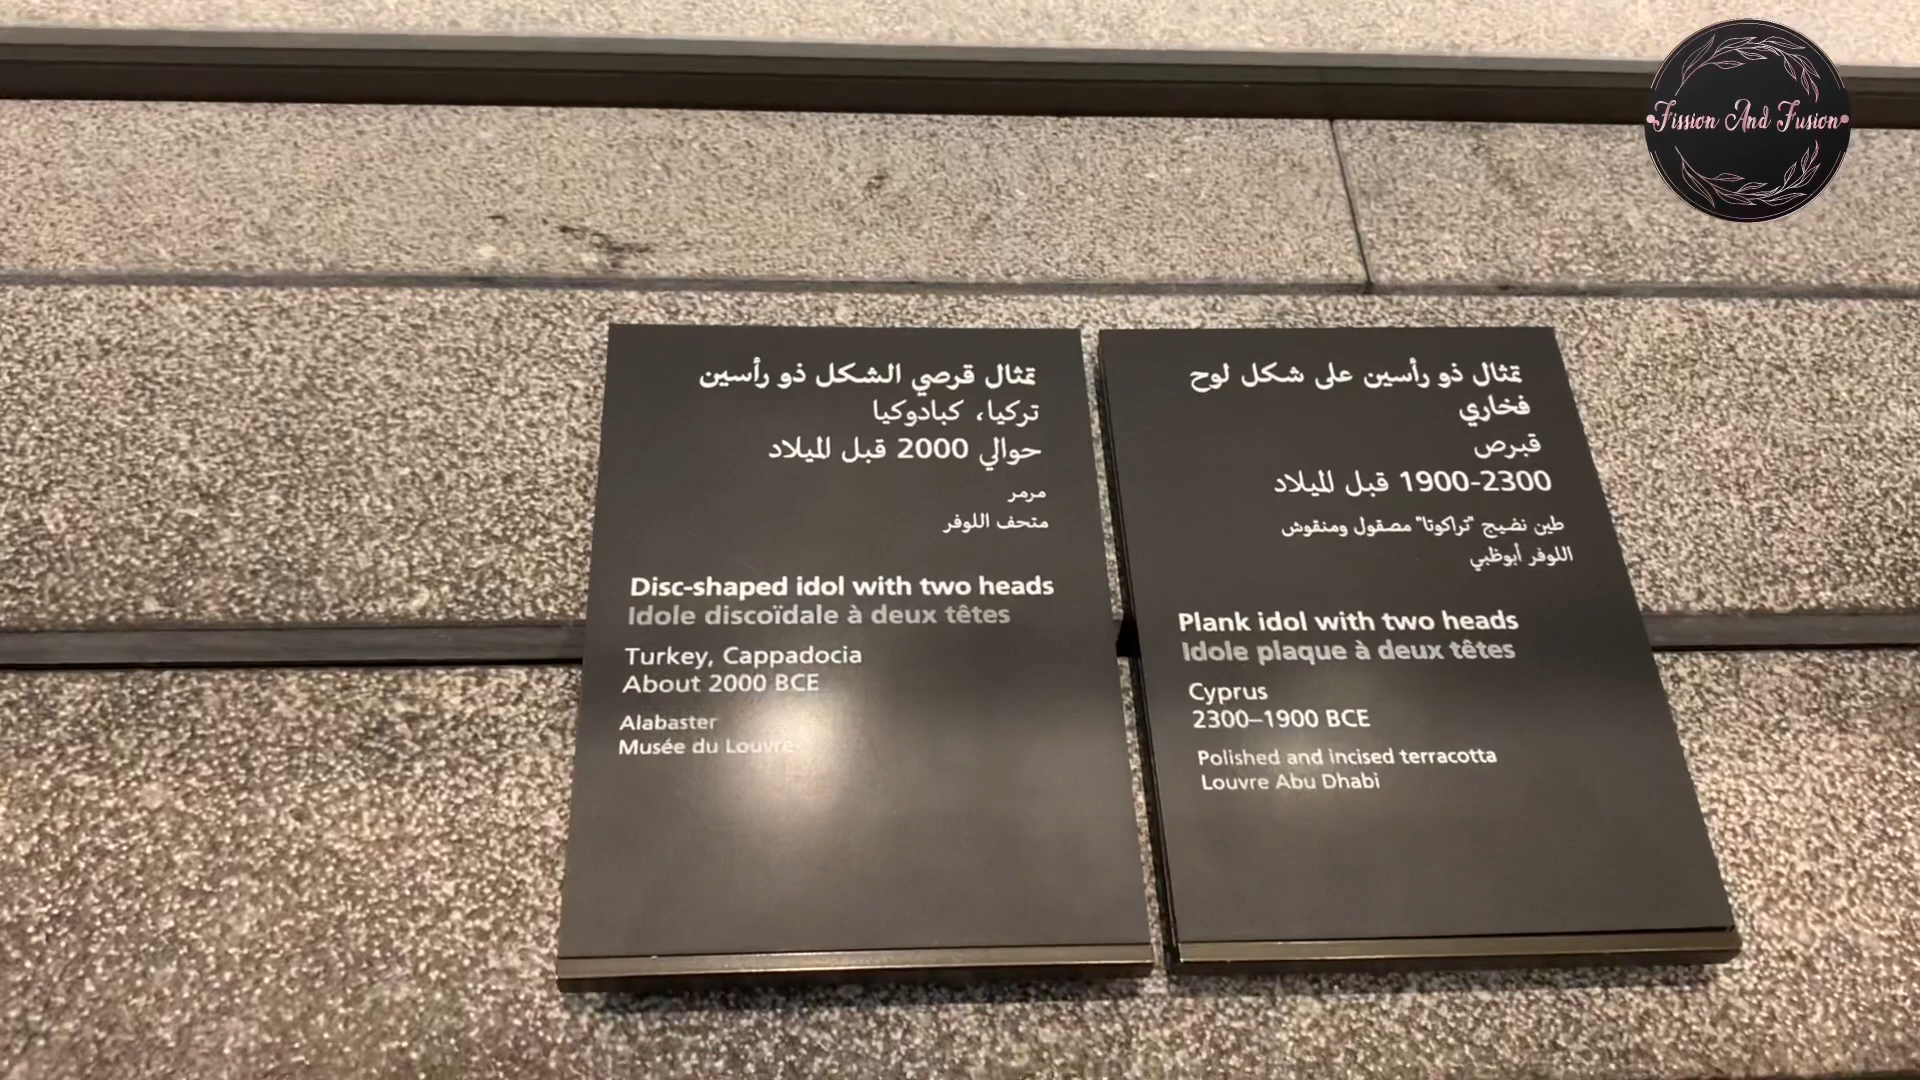 تمثال قرصي الشكل ذو رأسين
تركيا، كبادوكيا
حوالي 2000 قبل الميلاد
مرمر
متحف اللوفر
Disc-shaped idol with two heads
Idole discoïdale à deux têtes
Turkey, Cappadocia
About 2000 BCE
Alabaster
Musée du Louvre
تمثال ذو رأسين على شكل لوح
فخاري
قبرص
1900-2300 قبل الميلاد
طين نضيج "تراكوتا" مصقول ومنقوش
اللوفر أبوظبي
Plank idol with two heads
Idole plaque à deux têtes
Cyprus
2300–1900 BCE
Polished and incised terracotta
Louvre Abu Dhabi
Fission And Fusion